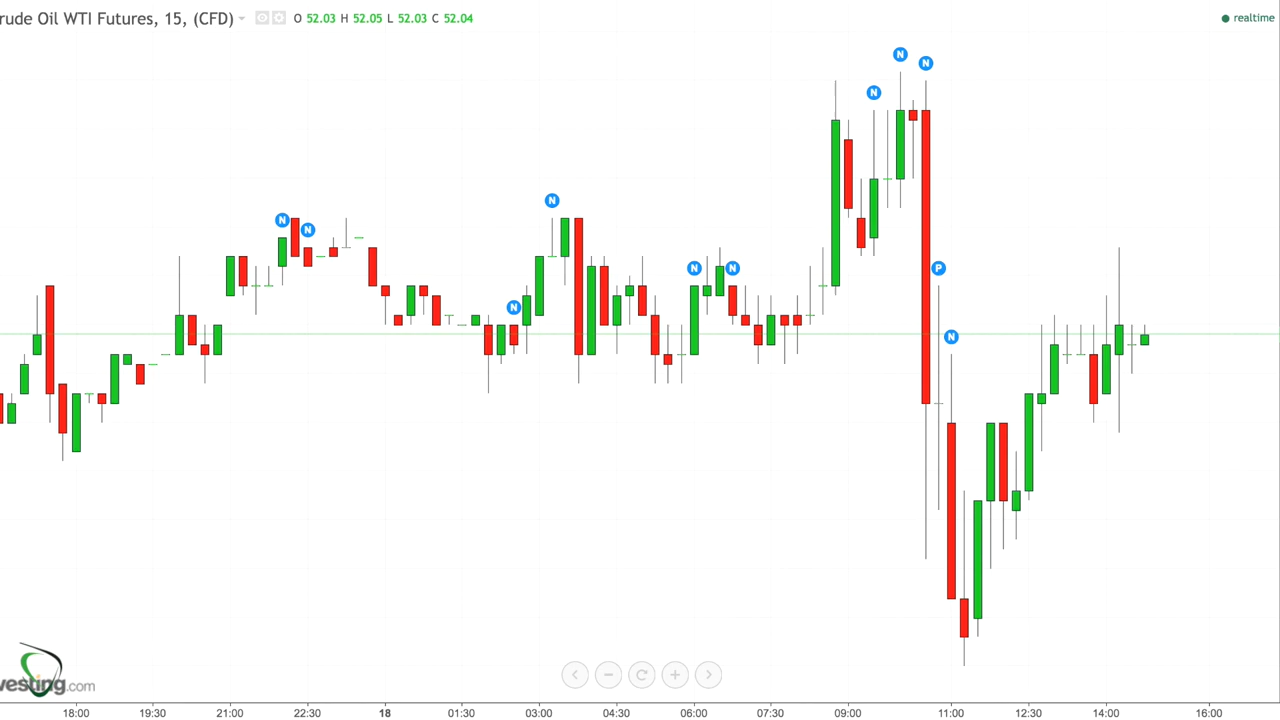 rude Oil WTI Futures, 15, (CFD) O 52.03 H 52.05 L 52.03 C 52.04
realtime
N N
N
N N
N N
N N
P
N
N
vesting.com
18:00 19:30 21:00 22:30 18 01:30 03:00 04:30 06:00 07:30 09:00 11:00 12:30 14:00 16:00